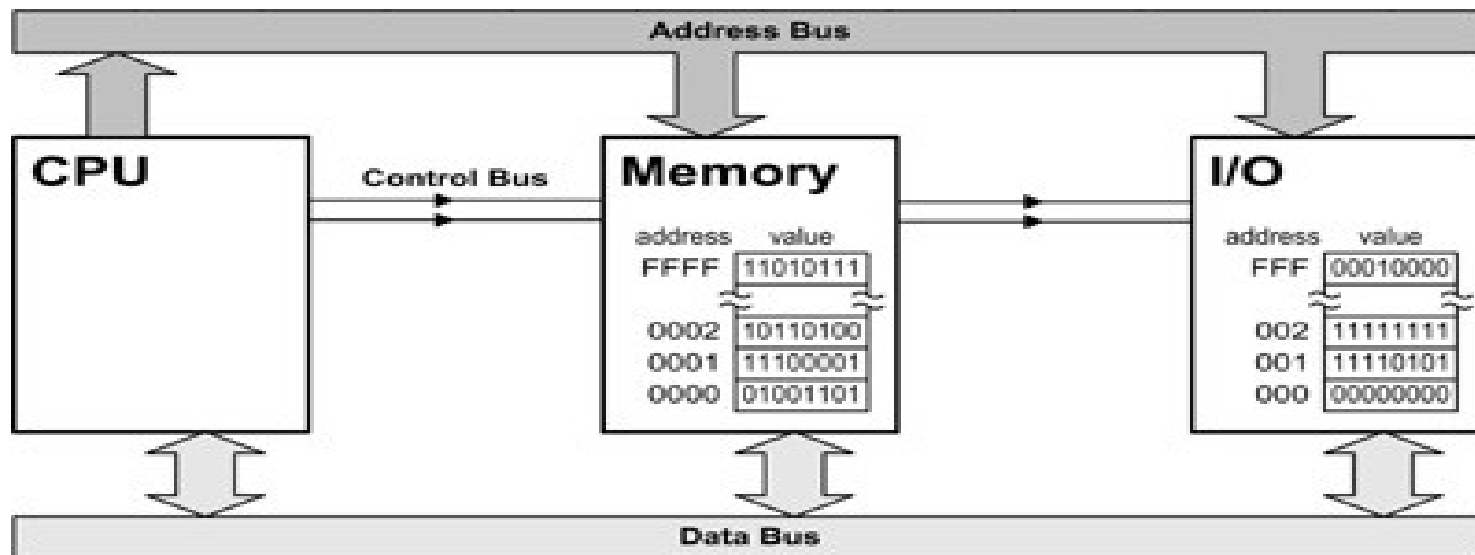 Address Bus
CPU
Control Bus
Memory
address value
FFFF 11010111
0002 10110100
0001 11100001
0000 01001101
I/O
address value
FFF 00010000
002 11111111
001 11110101
000 00000000
Data Bus